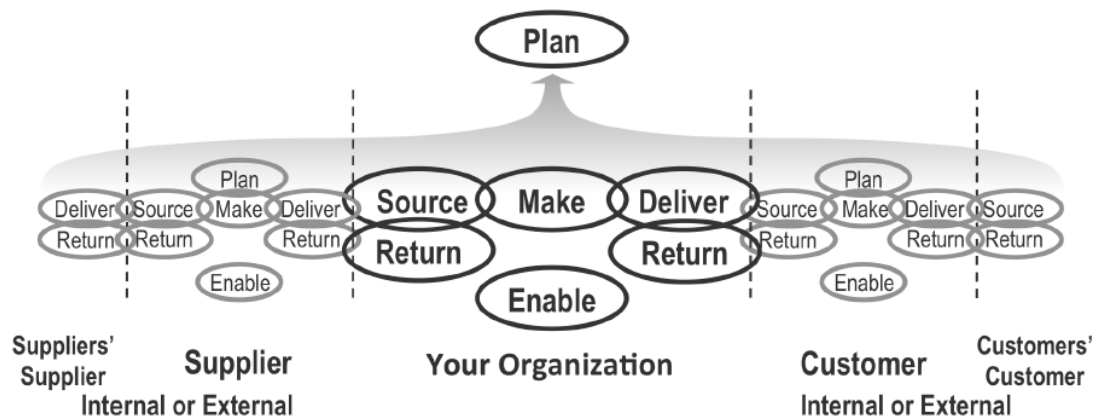 Plan
Plan Plan
Deliver Source Make Deliver Source Make Deliver Source Make Deliver Source
Return Return Return Return Return Return Return Return
Enable Enable Enable
Suppliers' Supplier Supplier Your Organization Customer Customers' Customer
Internal or External Internal or External